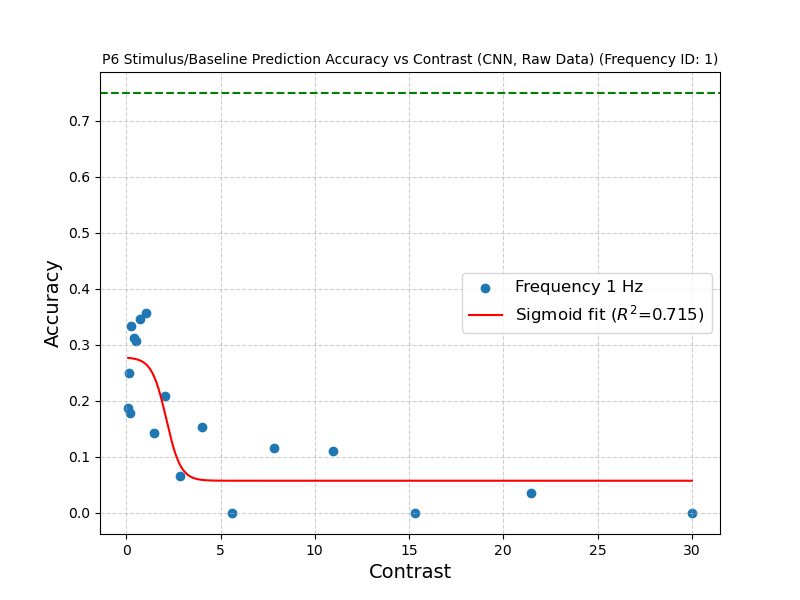 P6 Stimulus/Baseline Prediction Accuracy vs Contrast (CNN, Raw Data) (Frequency ID: 1)
0.7
0.6
0.5
0.4
0.3
0.2
0.1
0.0
Accuracy
Frequency 1 Hz
Sigmoid fit (R²=0.715)
0 5 10 15 20 25 30
Contrast